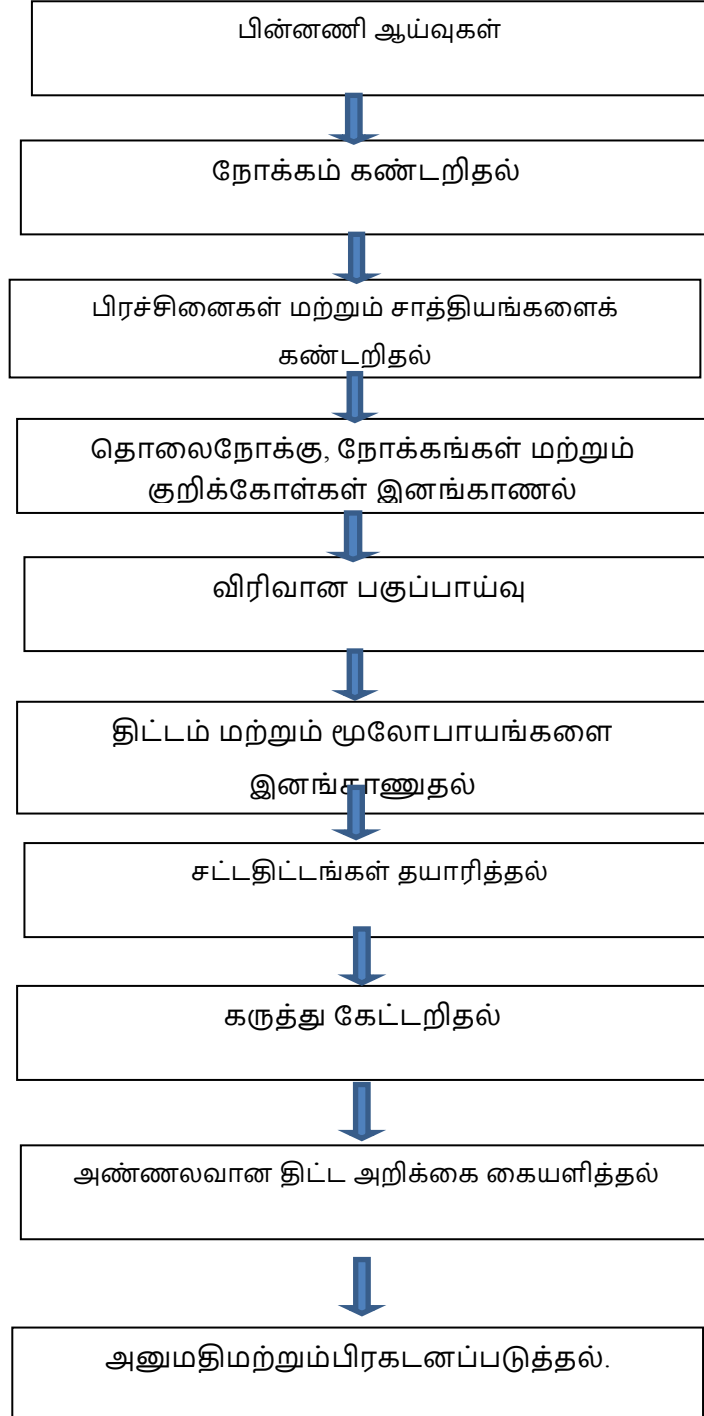 பின்னணி ஆய்வுகள்
நோக்கம் கண்டறிதல்
பிரச்சினைகள் மற்றும் சாத்தியங்களைக்
கண்டறிதல்
தொலைநோக்கு, நோக்கங்கள் மற்றும்
குறிக்கோள்கள் இனங்காணல்
விரிவான பகுப்பாய்வு
திட்டம் மற்றும் மூலோபாயங்களை
இனங்காணுதல்
சட்டதிட்டங்கள் தயாரித்தல்
கருத்து கேட்டறிதல்
அண்ணலவான திட்ட அறிக்கை கையளித்தல்
அனுமதிமற்றும்பிரகடனப்படுத்தல்.